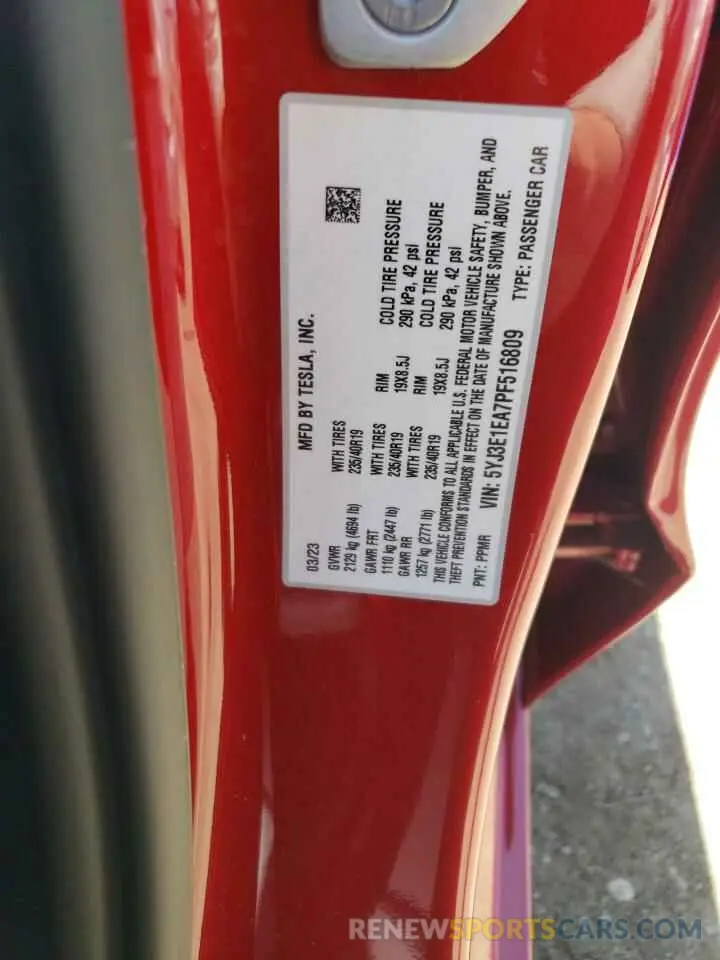 MFD BY TESLA, INC.
03/23
GVWR
2129 kg (4694 lb)
WITH TIRES
235/40R19
RIM
19X8.5J
COLD TIRE PRESSURE
290 kPa, 42 psi
GAWR FRT
1110 kg (2447 lb)
WITH TIRES
235/40R19
RIM
19X8.5J
COLD TIRE PRESSURE
290 kPa, 42 psi
GAWR RR
1257 kg (2771 lb)
WITH TIRES
235/40R19
THIS VEHICLE CONFORMS TO ALL APPLICABLE U.S. FEDERAL MOTOR VEHICLE SAFETY, BUMPER, AND
THEFT PREVENTION STANDARDS IN EFFECT ON THE DATE OF MANUFACTURE SHOWN ABOVE.
PNT: PPMR VIN: 5YJ3E1EA7PF516809 TYPE: PASSENGER CAR
RENEWSPORTSCARS.COM